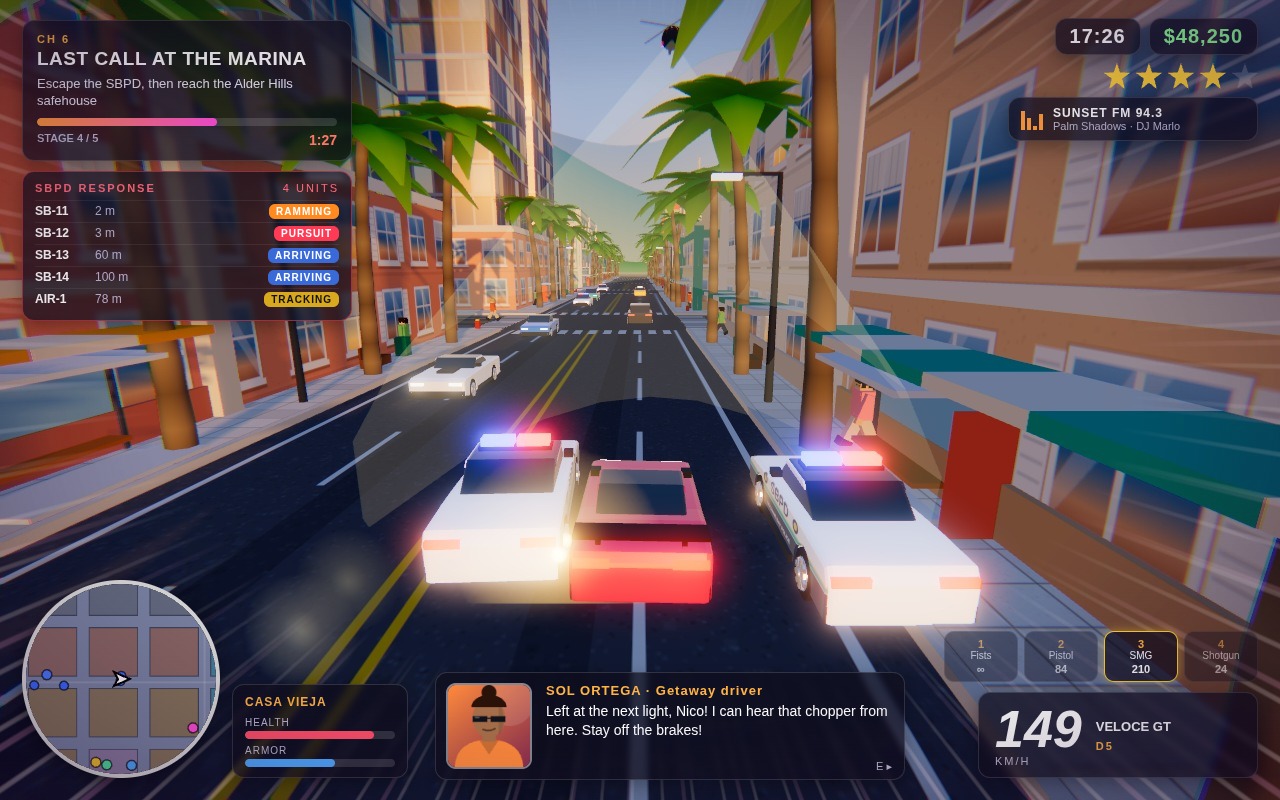 CH 6
LAST CALL AT THE MARINA
Escape the SBPD, then reach the Alder Hills
safehouse
STAGE 4 / 5 1:27
SBPD RESPONSE 4 UNITS
SB-11 2 m RAMMING
SB-12 3 m PURSUIT
SB-13 60 m ARRIVING
SB-14 100 m ARRIVING
AIR-1 78 m TRACKING
17:26 $48,250
SUNSET FM 94.3
Palm Shadows · DJ Marlo
SBPD
CASA VIEJA
HEALTH
ARMOR
SOL ORTEGA · Getaway driver
Left at the next light, Nico! I can hear that chopper from
here. Stay off the brakes!
E ▸
1 2 3 4
Fists Pistol SMG Shotgun
∞ 84 210 24
149 VELOCE GT
D 5
KM/H